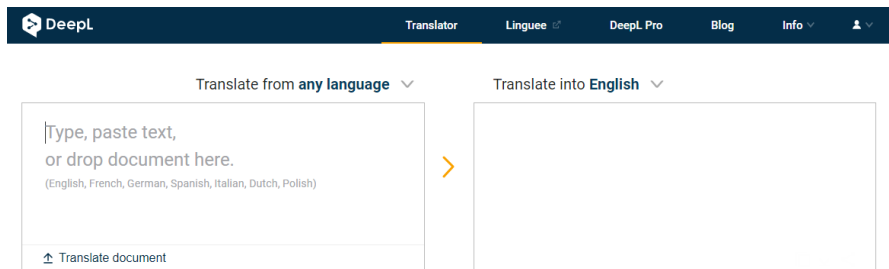 DeepL Translator Linguee DeepL Pro Blog Info
Translate from any language Translate into English
Type, paste text,
or drop document here.
(English, French, German, Spanish, Italian, Dutch, Polish)
Translate document